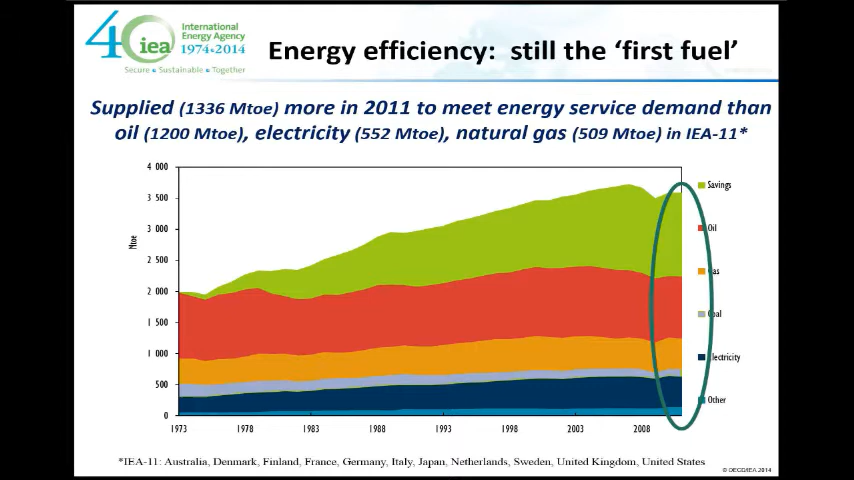 40
iea
International
Energy Agency
1974•2014
Secure • Sustainable • Together
Energy efficiency: still the ‘first fuel’
Supplied (1336 Mtoe) more in 2011 to meet energy service demand than
oil (1200 Mtoe), electricity (552 Mtoe), natural gas (509 Mtoe) in IEA-11*
Mtoe
4 000
3 500
3 000
2 500
2 000
1 500
1 000
500
0
1973 1978 1983 1988 1993 1998 2003 2008
Savings
Oil
Gas
Coal
Electricity
Other
*IEA-11: Australia, Denmark, Finland, France, Germany, Italy, Japan, Netherlands, Sweden, United Kingdom, United States
© OECD/IEA 2014